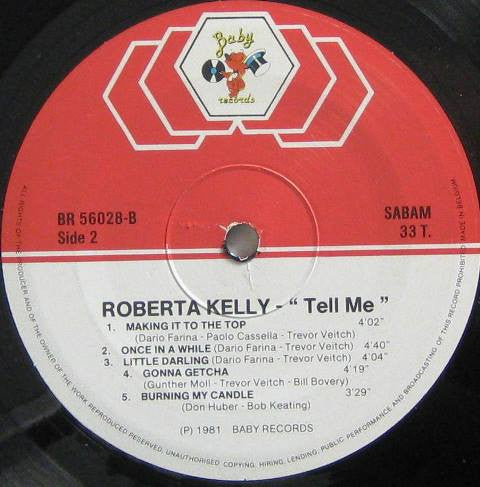 Baby
records
BR 56028-B
Side 2
SABAM
33 T.
ROBERTA KELLY - “ Tell Me ”
1. MAKING IT TO THE TOP 4'02"
(Dario Farina - Paolo Cassella - Trevor Veitch)
2. ONCE IN A WHILE (Dario Farina - Trevor Veitch) 4'40"
3. LITTLE DARLING (Dario Farina - Trevor Veitch) 4'04"
4. GONNA GETCHA 4'19"
(Gunther Moll - Trevor Veitch - Bill Bovery)
5. BURNING MY CANDLE 3'29"
(Don Huber - Bob Keating)
(P) 1981 BABY RECORDS
ALL RIGHTS OF THE PRODUCER AND OF THE OWNER OF THE WORK REPRODUCED RESERVED. UNAUTHORISED COPYING, HIRING, LENDING, PUBLIC PERFORMANCE AND BROADCASTING OF THIS RECORD PROHIBITED MADE IN BELGIUM